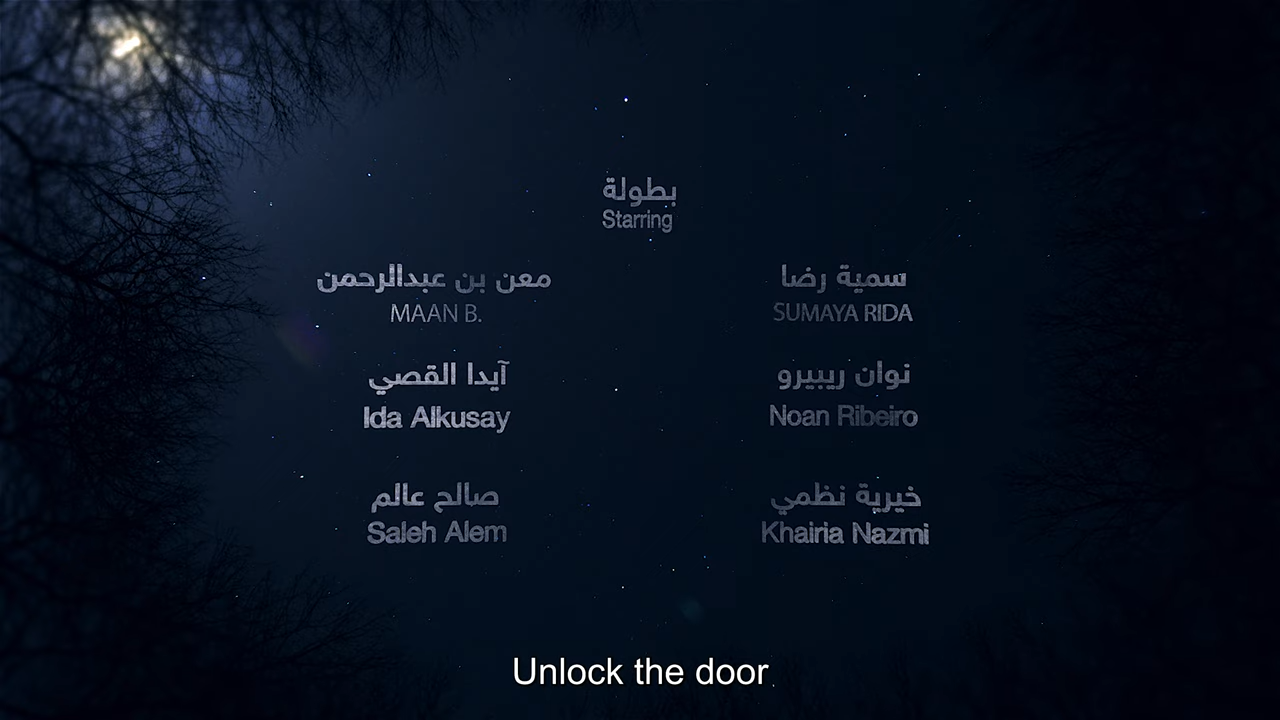 بطولة
Starring
معن بن عبدالرحمن
MAAN B.
سمية رضا
SUMAYA RIDA
آيدا القصي
Ida Alkusay
نوان ريبيرو
Noan Ribeiro
صالح عالم
Saleh Alem
خيرية نظمي
Khairia Nazmi
Unlock the door